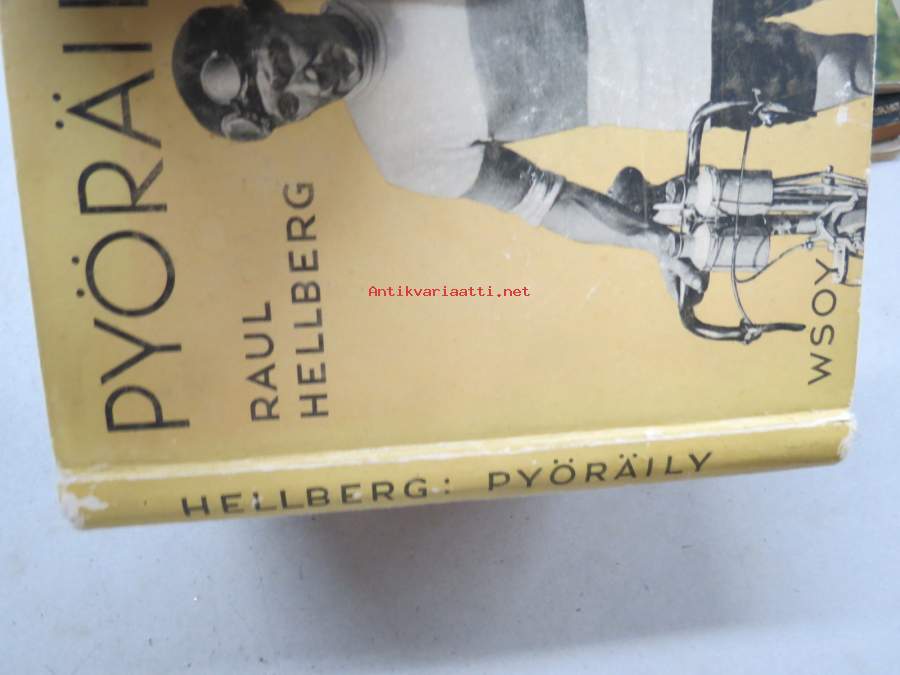 PYÖRÄIL
RAUL
HELLBERG
WSOY
Antikvariaatti.net
HELLBERG: PYÖRÄILY